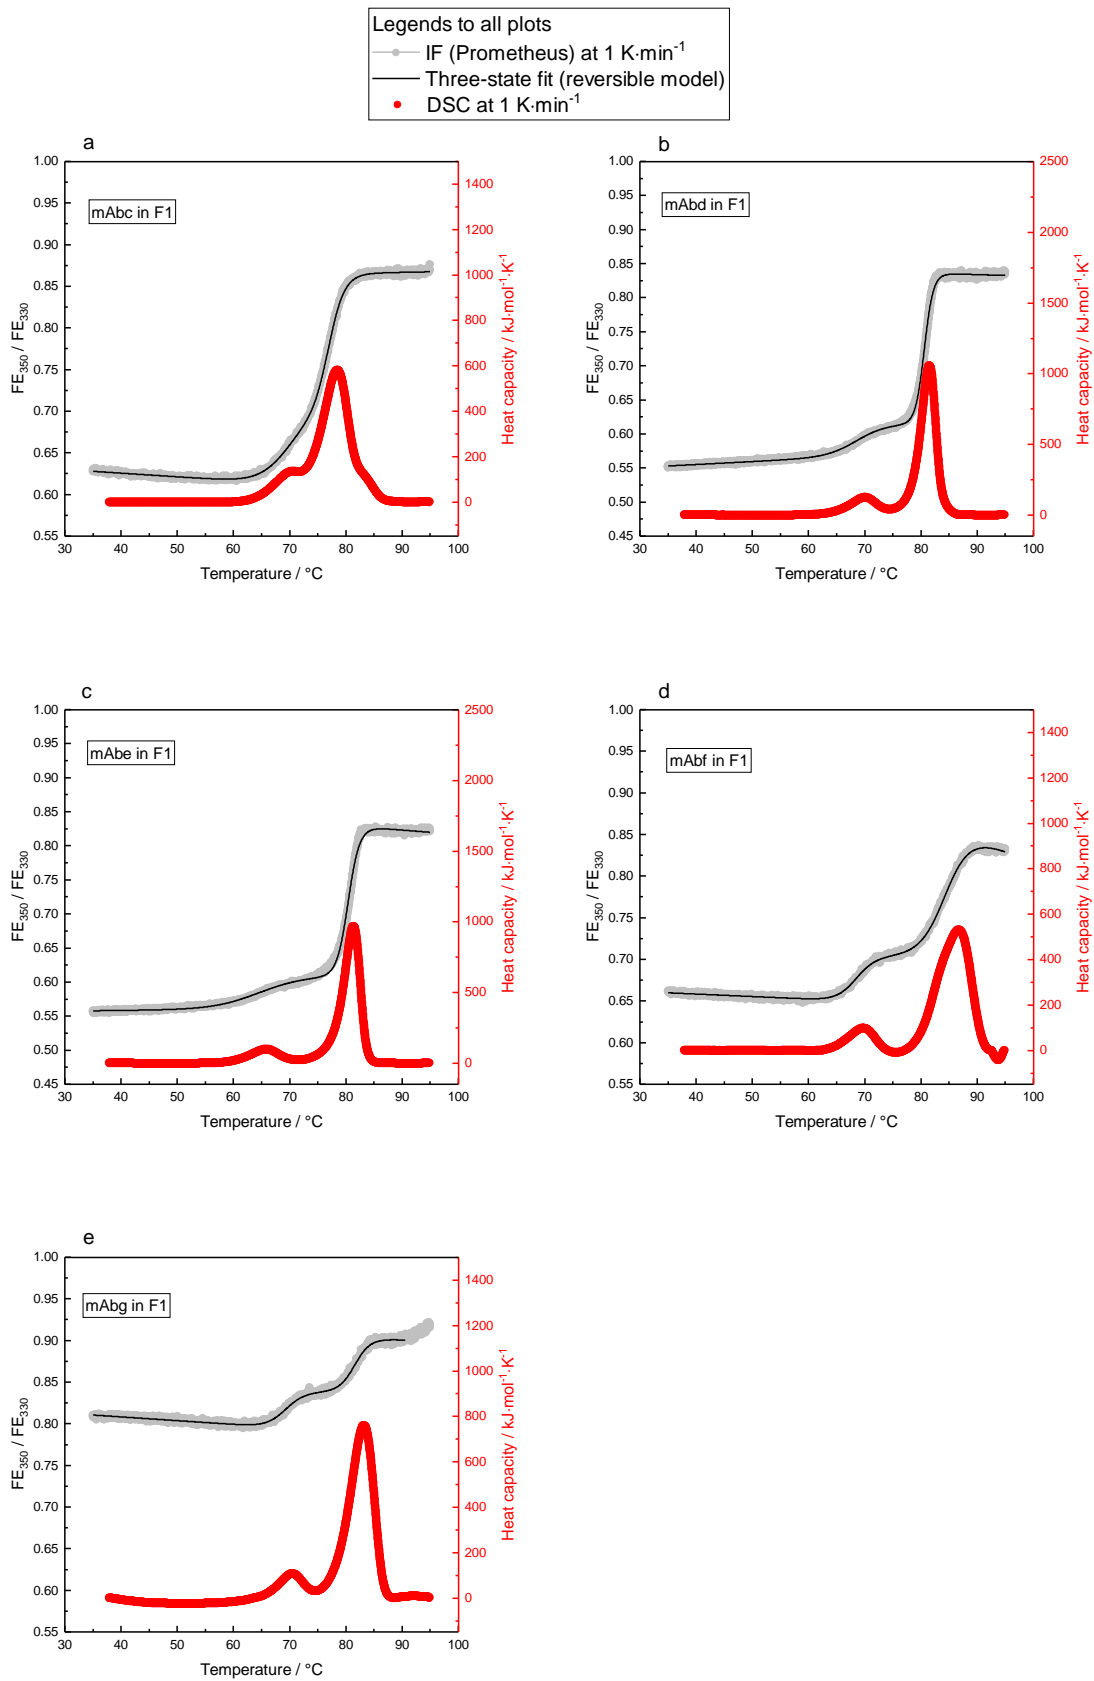 Legends to all plots
IF (Prometheus) at 1 K·min⁻¹
Three-state fit (reversible model)
DSC at 1 K·min⁻¹
a
mAbc in F1
1.00
0.95
0.90
0.85
0.80
0.75
0.70
0.65
0.60
0.55
FE₃₅₀ / FE₃₃₀
30 40 50 60 70 80 90 100
Temperature / °C
1400
1200
1000
800
600
400
200
0
Heat capacity / kJ·mol⁻¹·K⁻¹
b
mAbd in F1
1.00
0.95
0.90
0.85
0.80
0.75
0.70
0.65
0.60
0.55
0.50
0.45
FE₃₅₀ / FE₃₃₀
30 40 50 60 70 80 90 100
Temperature / °C
2500
2000
1500
1000
500
0
Heat capacity / kJ·mol⁻¹·K⁻¹
c
mAbe in F1
1.00
0.95
0.90
0.85
0.80
0.75
0.70
0.65
0.60
0.55
0.50
0.45
FE₃₅₀ / FE₃₃₀
30 40 50 60 70 80 90 100
Temperature / °C
2500
2000
1500
1000
500
0
Heat capacity / kJ·mol⁻¹·K⁻¹
d
mAbf in F1
1.00
0.95
0.90
0.85
0.80
0.75
0.70
0.65
0.60
0.55
FE₃₅₀ / FE₃₃₀
30 40 50 60 70 80 90 100
Temperature / °C
1400
1200
1000
800
600
400
200
0
Heat capacity / kJ·mol⁻¹·K⁻¹
e
mAbg in F1
1.00
0.95
0.90
0.85
0.80
0.75
0.70
0.65
0.60
0.55
FE₃₅₀ / FE₃₃₀
30 40 50 60 70 80 90 100
Temperature / °C
1400
1200
1000
800
600
400
200
0
Heat capacity / kJ·mol⁻¹·K⁻¹